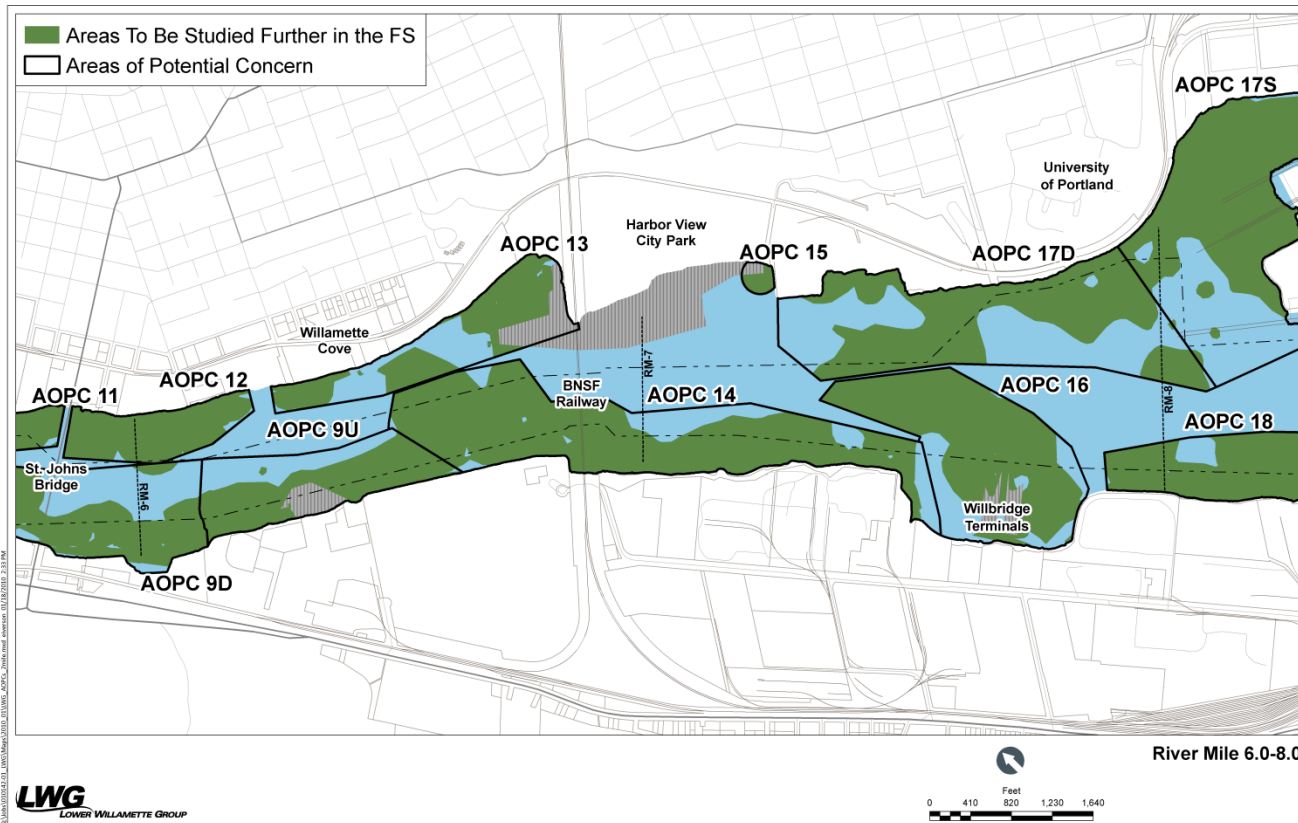 Areas To Be Studied Further in the FS
Areas of Potential Concern
AOPC 17S
University
of Portland
Harbor View
City Park
AOPC 13
AOPC 15
AOPC 17D
Willamette
Cove
AOPC 12
AOPC 11
RM-7
BNSF
Railway
AOPC 14
AOPC 16
RM-8
AOPC 9U
AOPC 18
St. Johns
Bridge
RM-6
Willbridge
Terminals
AOPC 9D
River Mile 6.0-8.0
Feet
0 410 820 1,230 1,640
LWG
LOWER WILLAMETTE GROUP